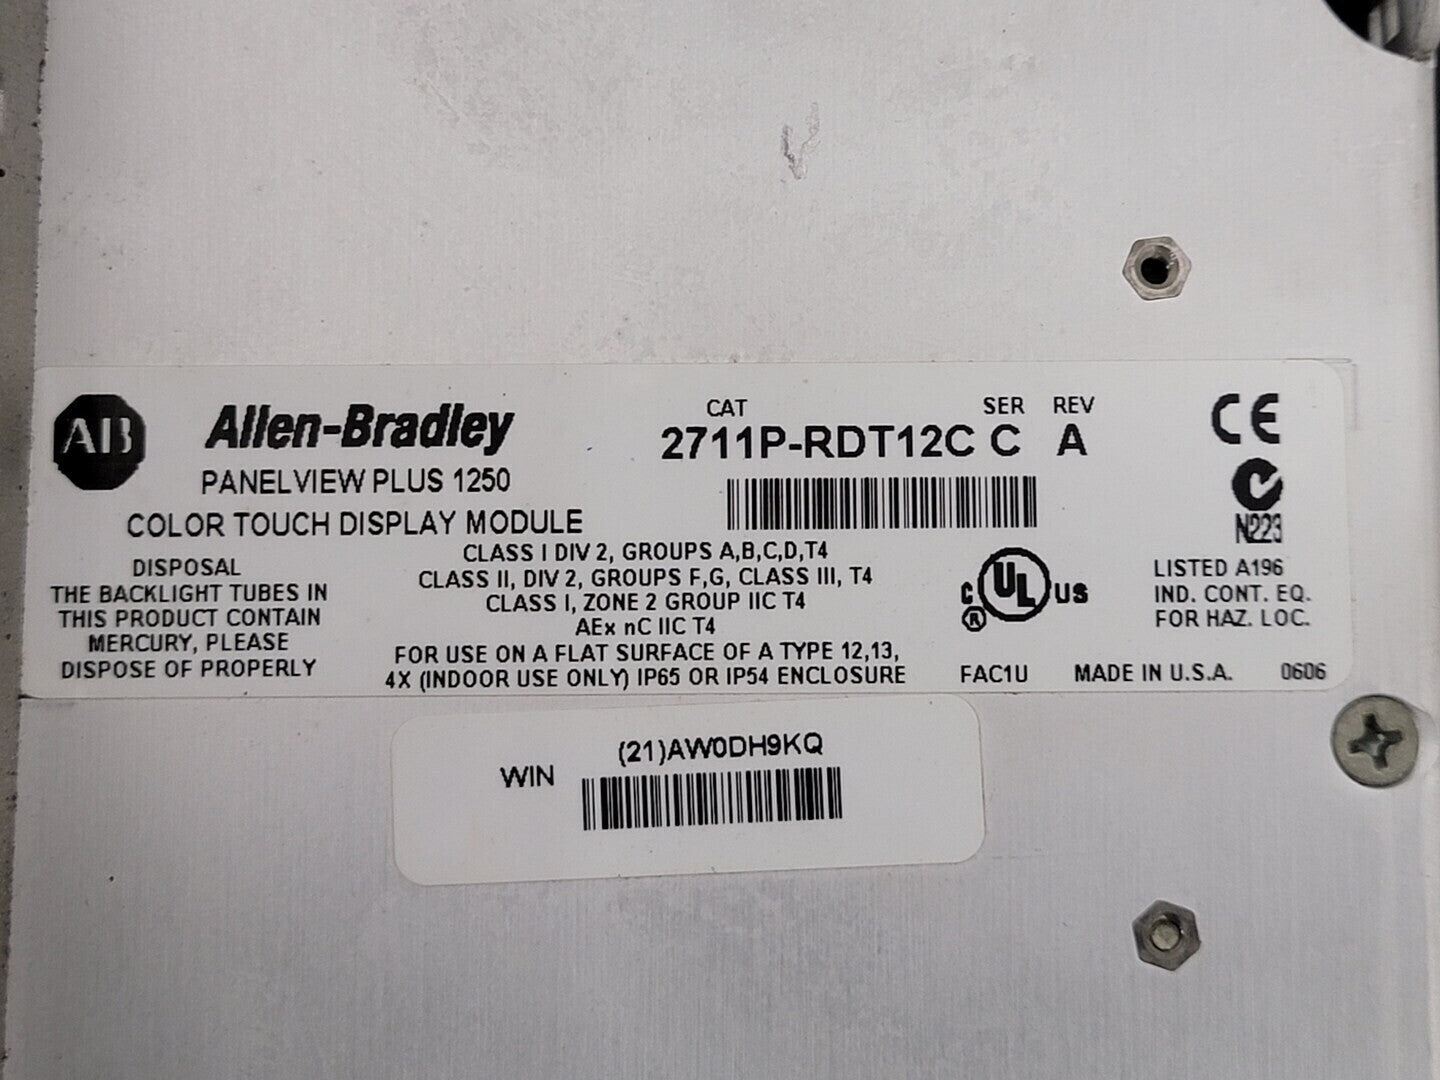 AB
Allen-Bradley
PANELVIEW PLUS 1250
COLOR TOUCH DISPLAY MODULE
CAT SER REV
2711P-RDT12C C A
CE
N223
DISPOSAL
THE BACKLIGHT TUBES IN
THIS PRODUCT CONTAIN
MERCURY, PLEASE
DISPOSE OF PROPERLY
CLASS I DIV 2, GROUPS A,B,C,D,T4
CLASS II, DIV 2, GROUPS F,G, CLASS III, T4
CLASS I, ZONE 2 GROUP IIC T4
AEx nC IIC T4
FOR USE ON A FLAT SURFACE OF A TYPE 12,13,
4X (INDOOR USE ONLY) IP65 OR IP54 ENCLOSURE
C UL US
®
LISTED A196
IND. CONT. EQ.
FOR HAZ. LOC.
FAC1U MADE IN U.S.A. 0606
WIN (21)AW0DH9KQ